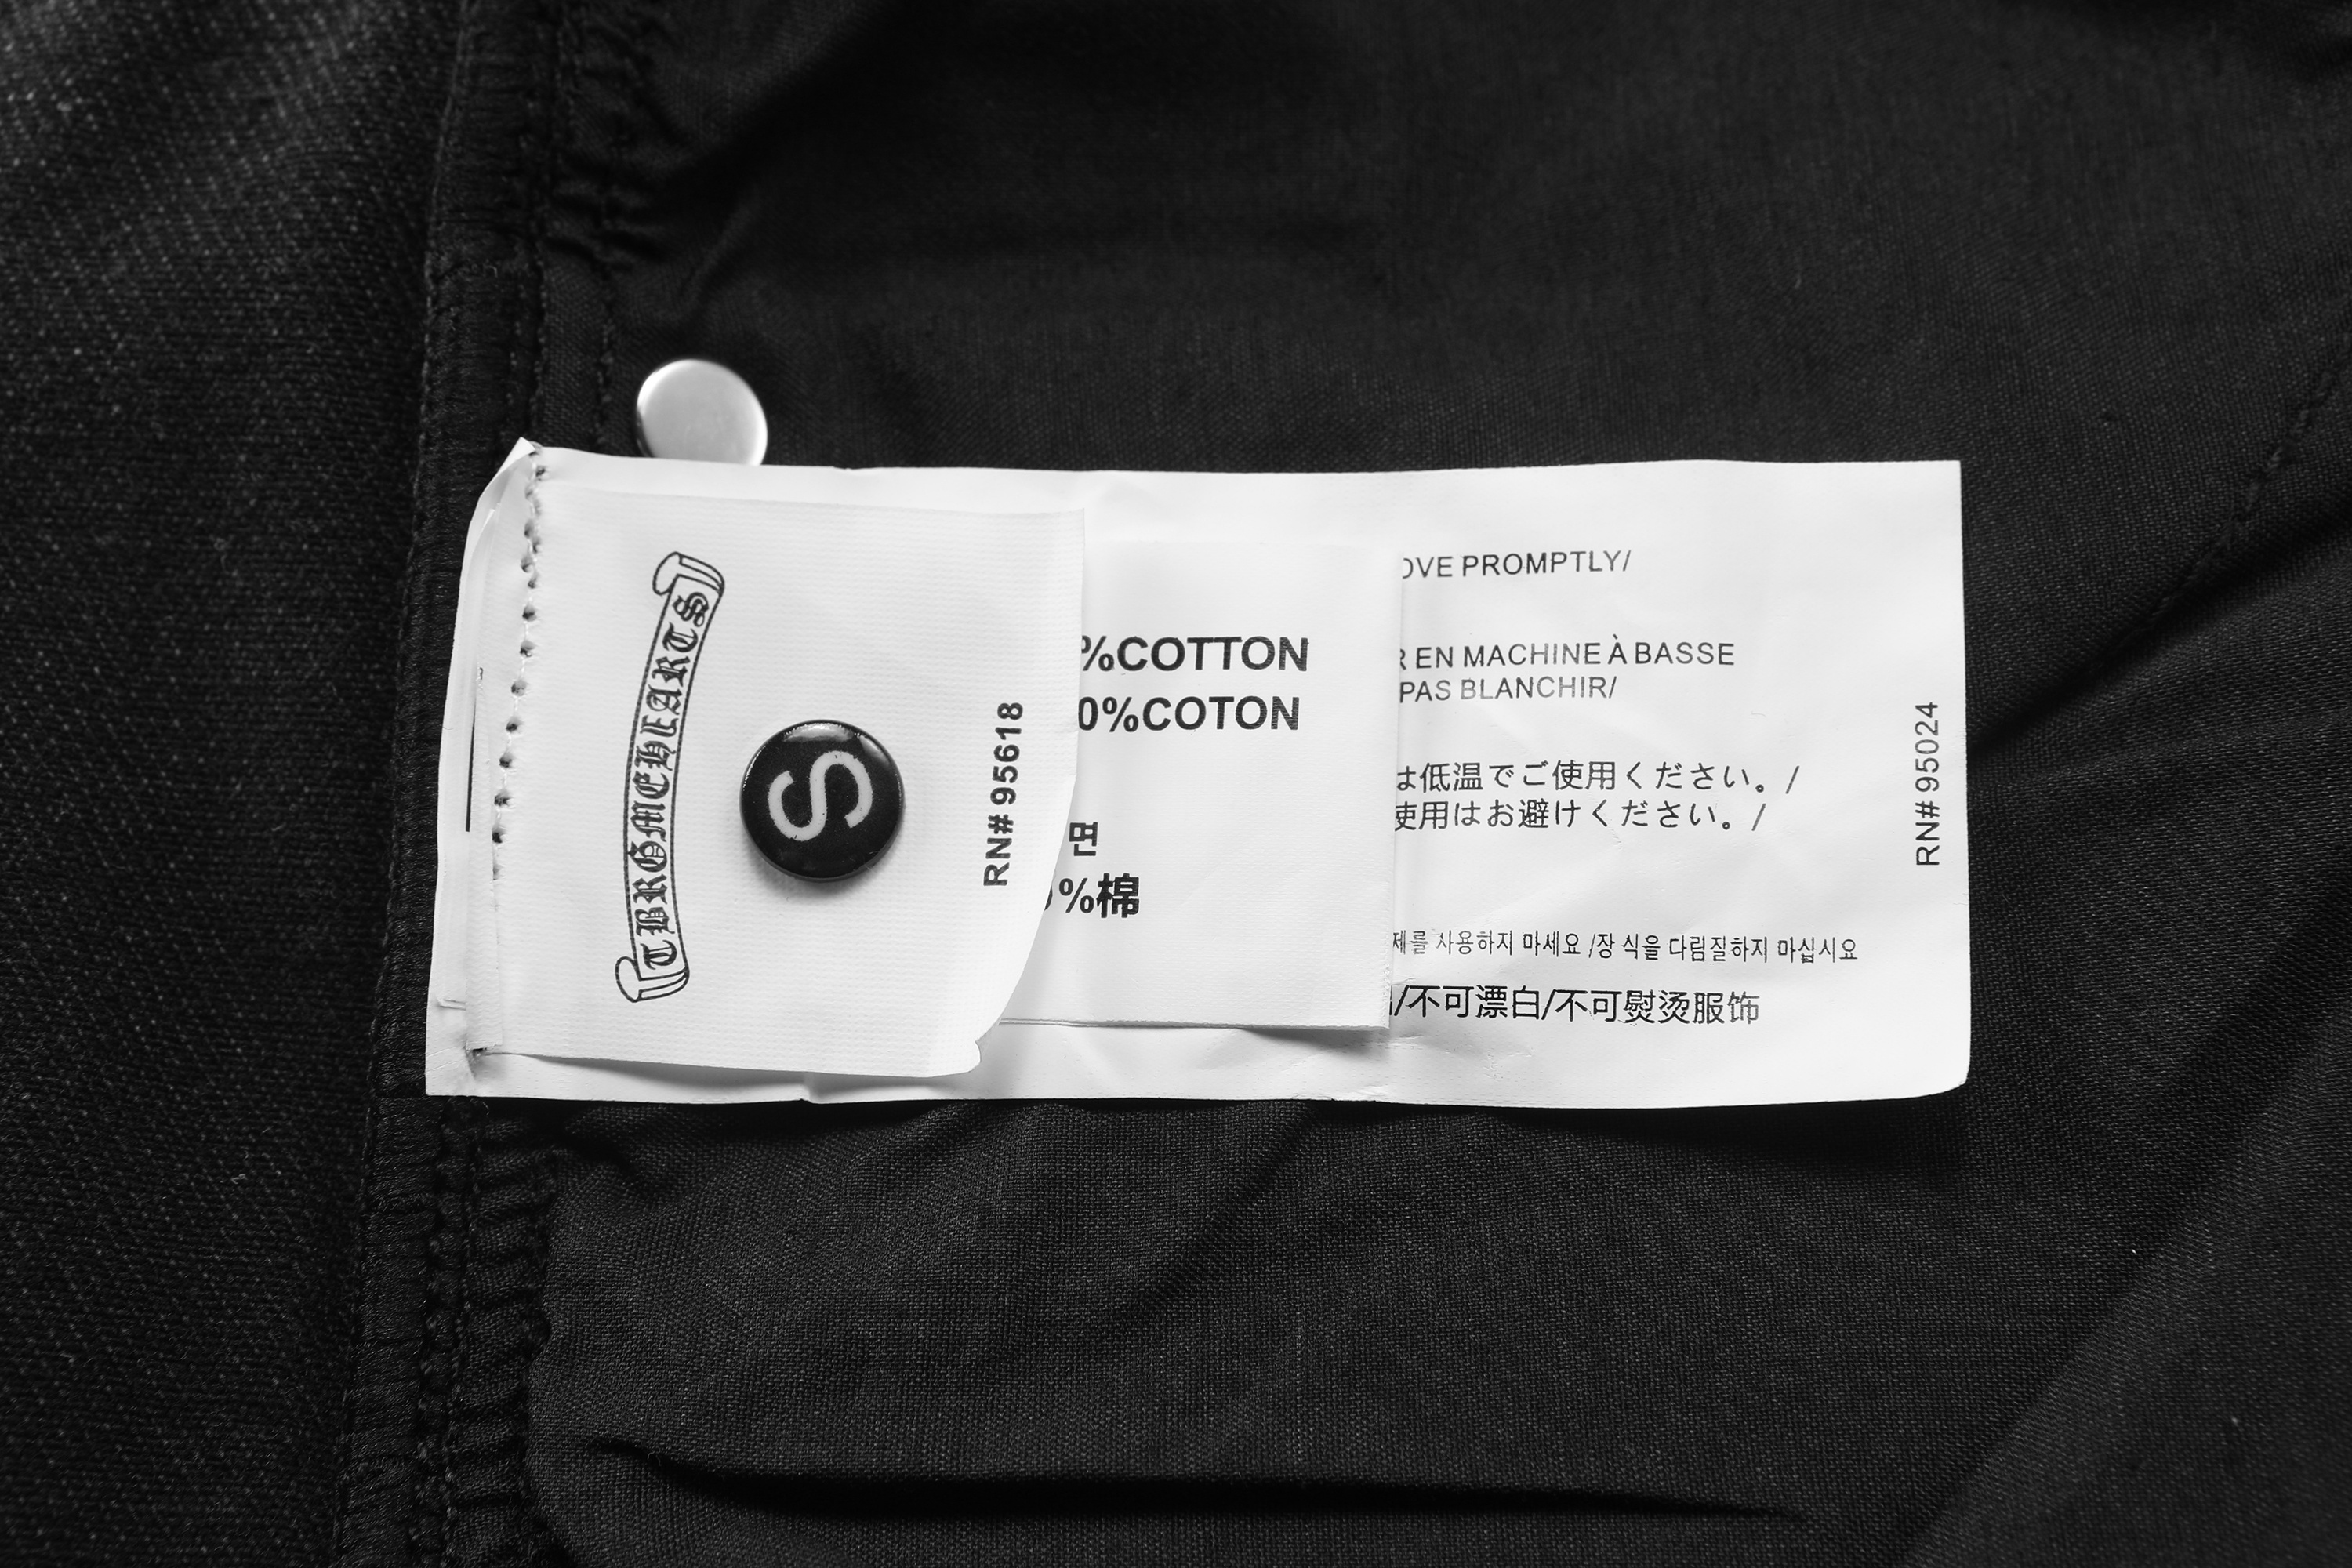 TBRGMEHEARTS
S
RN# 95618
%COTTON
0%COTON
면
%棉
PROMPTLY/
EN MACHINE À BASSE
PAS BLANCHIR/
は低温でご使用ください。/
使用はお避けください。/
제를 사용하지 마세요 /장 식을 다림질하지 마십시요
/不可漂白/不可熨烫服饰
RN# 95024